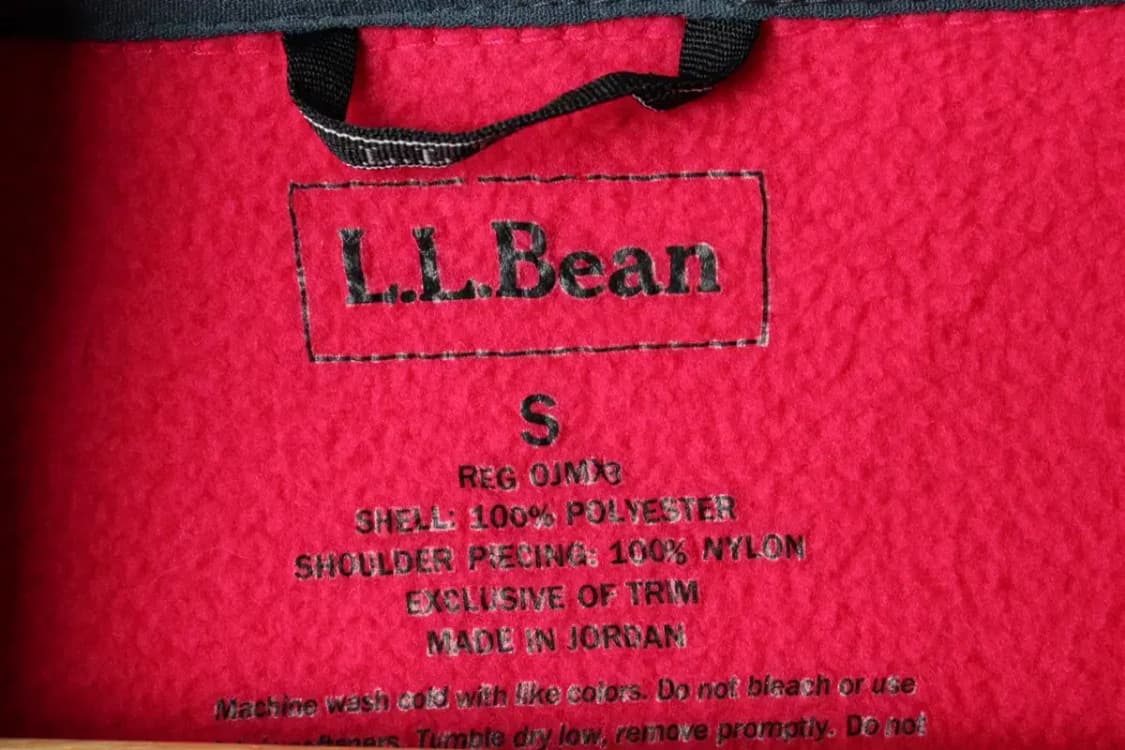 L.L.Bean
S
REG 0JMX3
SHELL: 100% POLYESTER
SHOULDER PIECING: 100% NYLON
EXCLUSIVE OF TRIM
MADE IN JORDAN
Machine wash cold with like colors. Do not bleach or use
Tumble dry low, remove promptly. Do not